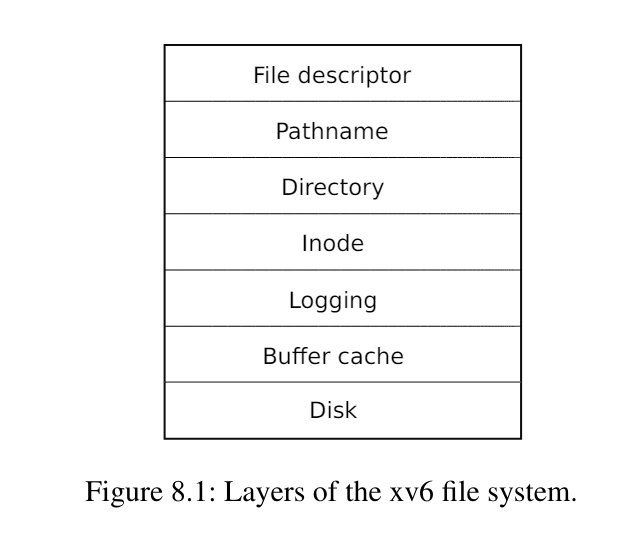 File descriptor
Pathname
Directory
Inode
Logging
Buffer cache
Disk
Figure 8.1: Layers of the xv6 file system.